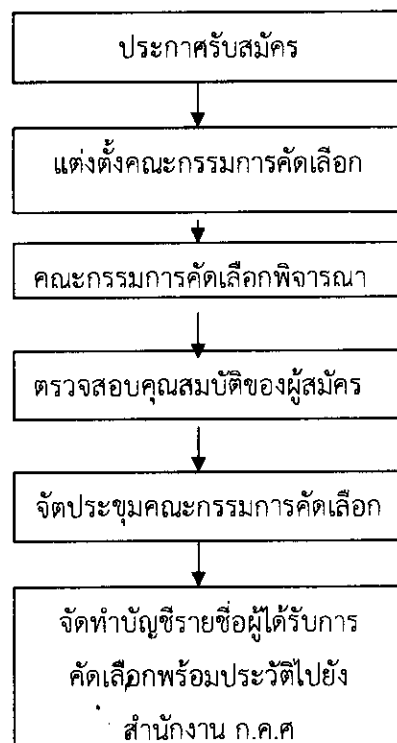 ประกาศรับสมัคร
แต่งตั้งคณะกรรมการคัดเลือก
คณะกรรมการคัดเลือกพิจารณา
ตรวจสอบคุณสมบัติของผู้สมัคร
จัดประชุมคณะกรรมการคัดเลือก
จัดทำบัญชีรายชื่อผู้ได้รับการ
คัดเลือกพร้อมประวัติไปยัง
สำนักงาน ก.ค.ศ